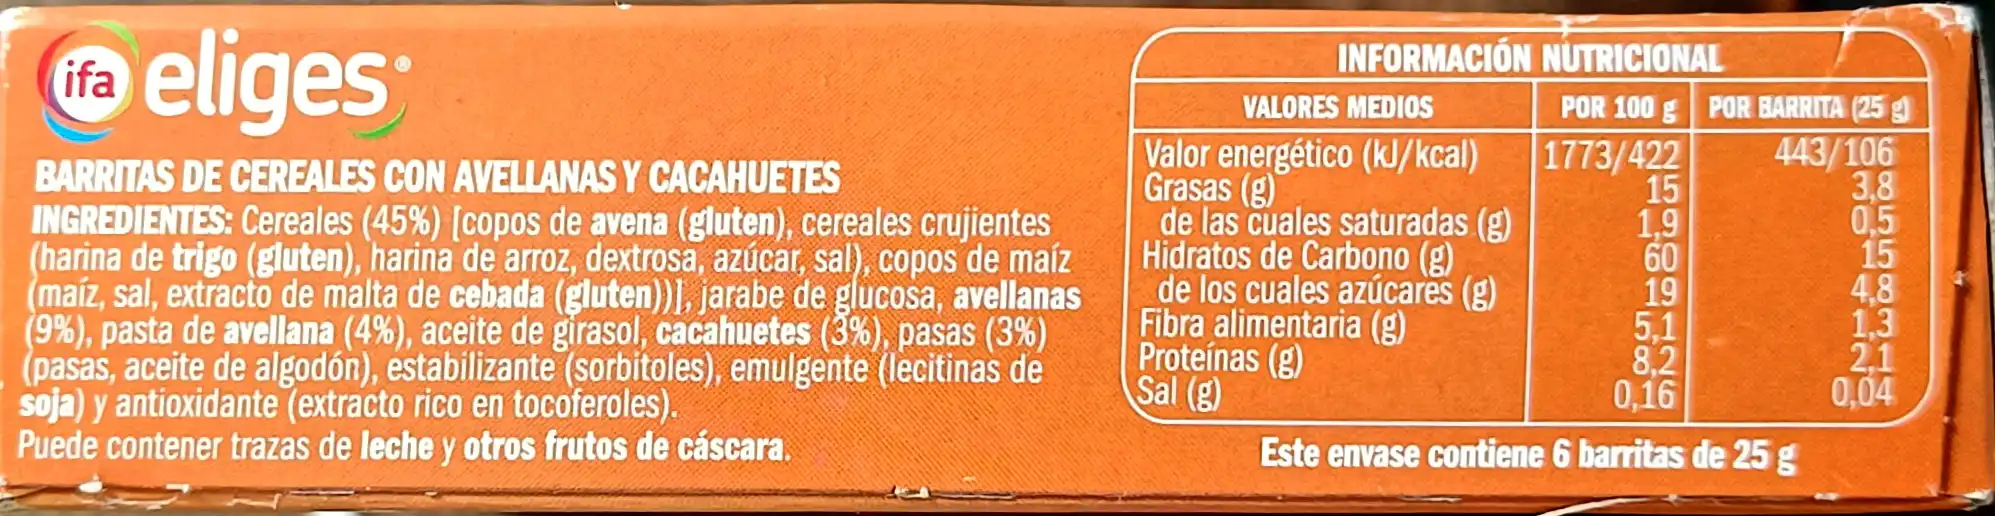 ifa eliges®
BARRITAS DE CEREALES CON AVELLANAS Y CACAHUETES
INGREDIENTES: Cereales (45%) [copos de avena (gluten), cereales crujientes
(harina de trigo (gluten), harina de arroz, dextrosa, azúcar, sal), copos de maíz
(maíz, sal, extracto de malta de cebada (gluten))], jarabe de glucosa, avellanas
(9%), pasta de avellana (4%), aceite de girasol, cacahuetes (3%), pasas (3%)
(pasas, aceite de algodón), estabilizante (sorbitoles), emulgente (lecitinas de
soja) y antioxidante (extracto rico en tocoferoles).
Puede contener trazas de leche y otros frutos de cáscara.
INFORMACIÓN NUTRICIONAL
VALORES MEDIOS POR 100 g POR BARRITA (25 g)
Valor energético (kJ/kcal) 1773/422 443/106
Grasas (g) 15 3,8
de las cuales saturadas (g) 1,9 0,5
Hidratos de Carbono (g) 60 15
de los cuales azúcares (g) 19 4,8
Fibra alimentaria (g) 5,1 1,3
Proteínas (g) 8,2 2,1
Sal (g) 0,16 0,04
Este envase contiene 6 barritas de 25 g